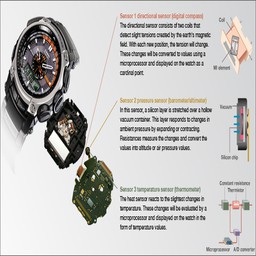 Sensor 1 directional sensor (digital compass)
The directional sensor consists of two coils that
detect slight tensions created by the earth's magnetic
field. With each new position, the tension will change.
These changes will be converted to values using a
microprocessor and displayed on the watch as a
cardinal point.
Coil
MR element
Sensor 2 pressure sensor (barometer/altimeter)
In this sensor, a silicon layer is stretched over a hollow
vacuum container. This layer responds to changes in
ambient pressure by expanding or contracting.
Resistances measure the changes and convert the
values into altitude or air pressure values.
Vacuum
Silicon chip
Sensor 3 temperature sensor (thermometer)
The heat sensor reacts to the slightest changes in
temperature. These changes will be evaluated by a
microprocessor and displayed on the watch in the
form of temperature values.
Constant resistance
Thermistor
Microprocessor A/D converter